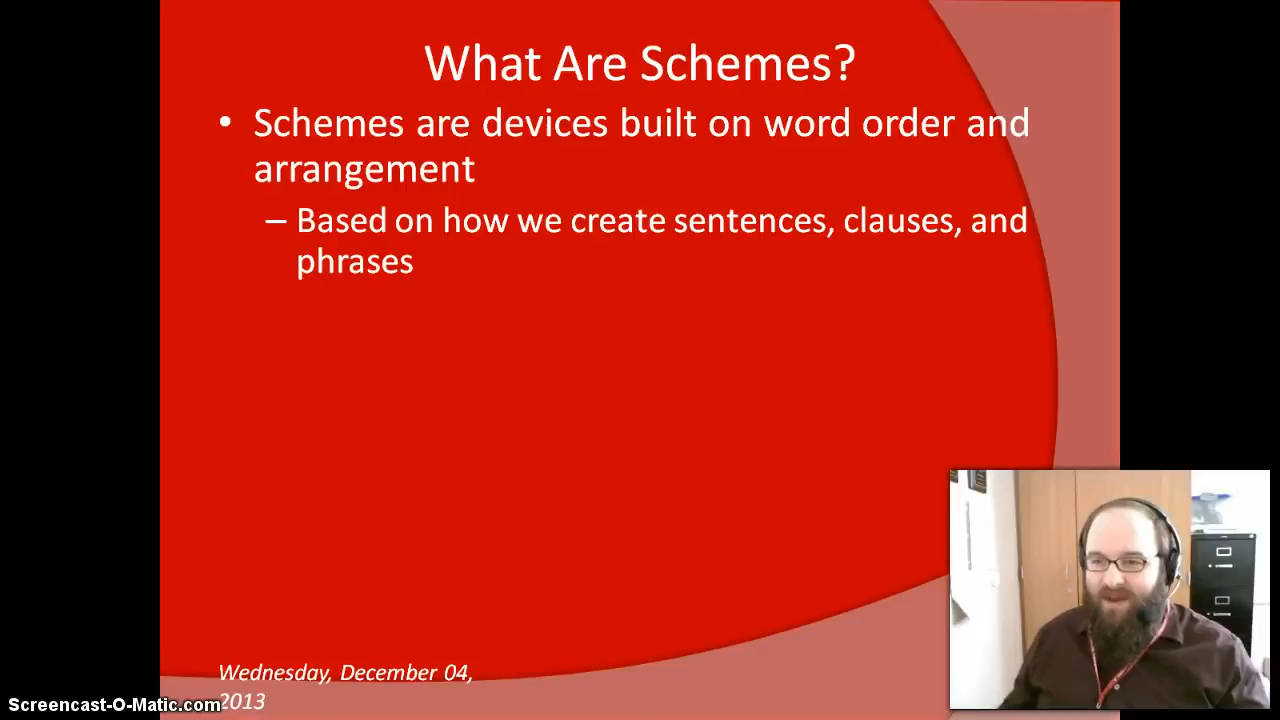 What Are Schemes?
• Schemes are devices built on word order and
arrangement
– Based on how we create sentences, clauses, and
phrases
Wednesday, December 04,
2013
Screencast-O-Matic.com